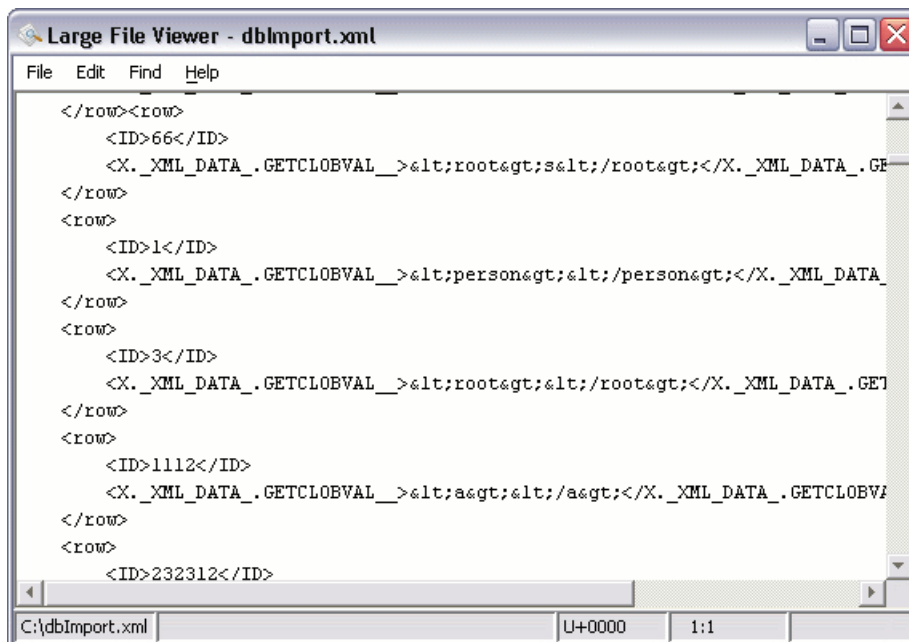 Large File Viewer - dbImport.xml
File Edit Find Help
</row><row>
<ID>66</ID>
<X._XML_DATA_.GETCLOBVAL__>&lt;root&gt;s&lt;/root&gt;</X._XML_DATA_.GE
</row>
<row>
<ID>1</ID>
<X._XML_DATA_.GETCLOBVAL__>&lt;person&gt;&lt;/person&gt;</X._XML_DATA_
</row>
<row>
<ID>3</ID>
<X._XML_DATA_.GETCLOBVAL__>&lt;root&gt;&lt;/root&gt;</X._XML_DATA_.GET
</row>
<row>
<ID>1112</ID>
<X._XML_DATA_.GETCLOBVAL__>&lt;a&gt;&lt;/a&gt;</X._XML_DATA_.GETCLOBVA
</row>
<row>
<ID>232312</ID>
C:\dbImport.xml U+0000 1:1